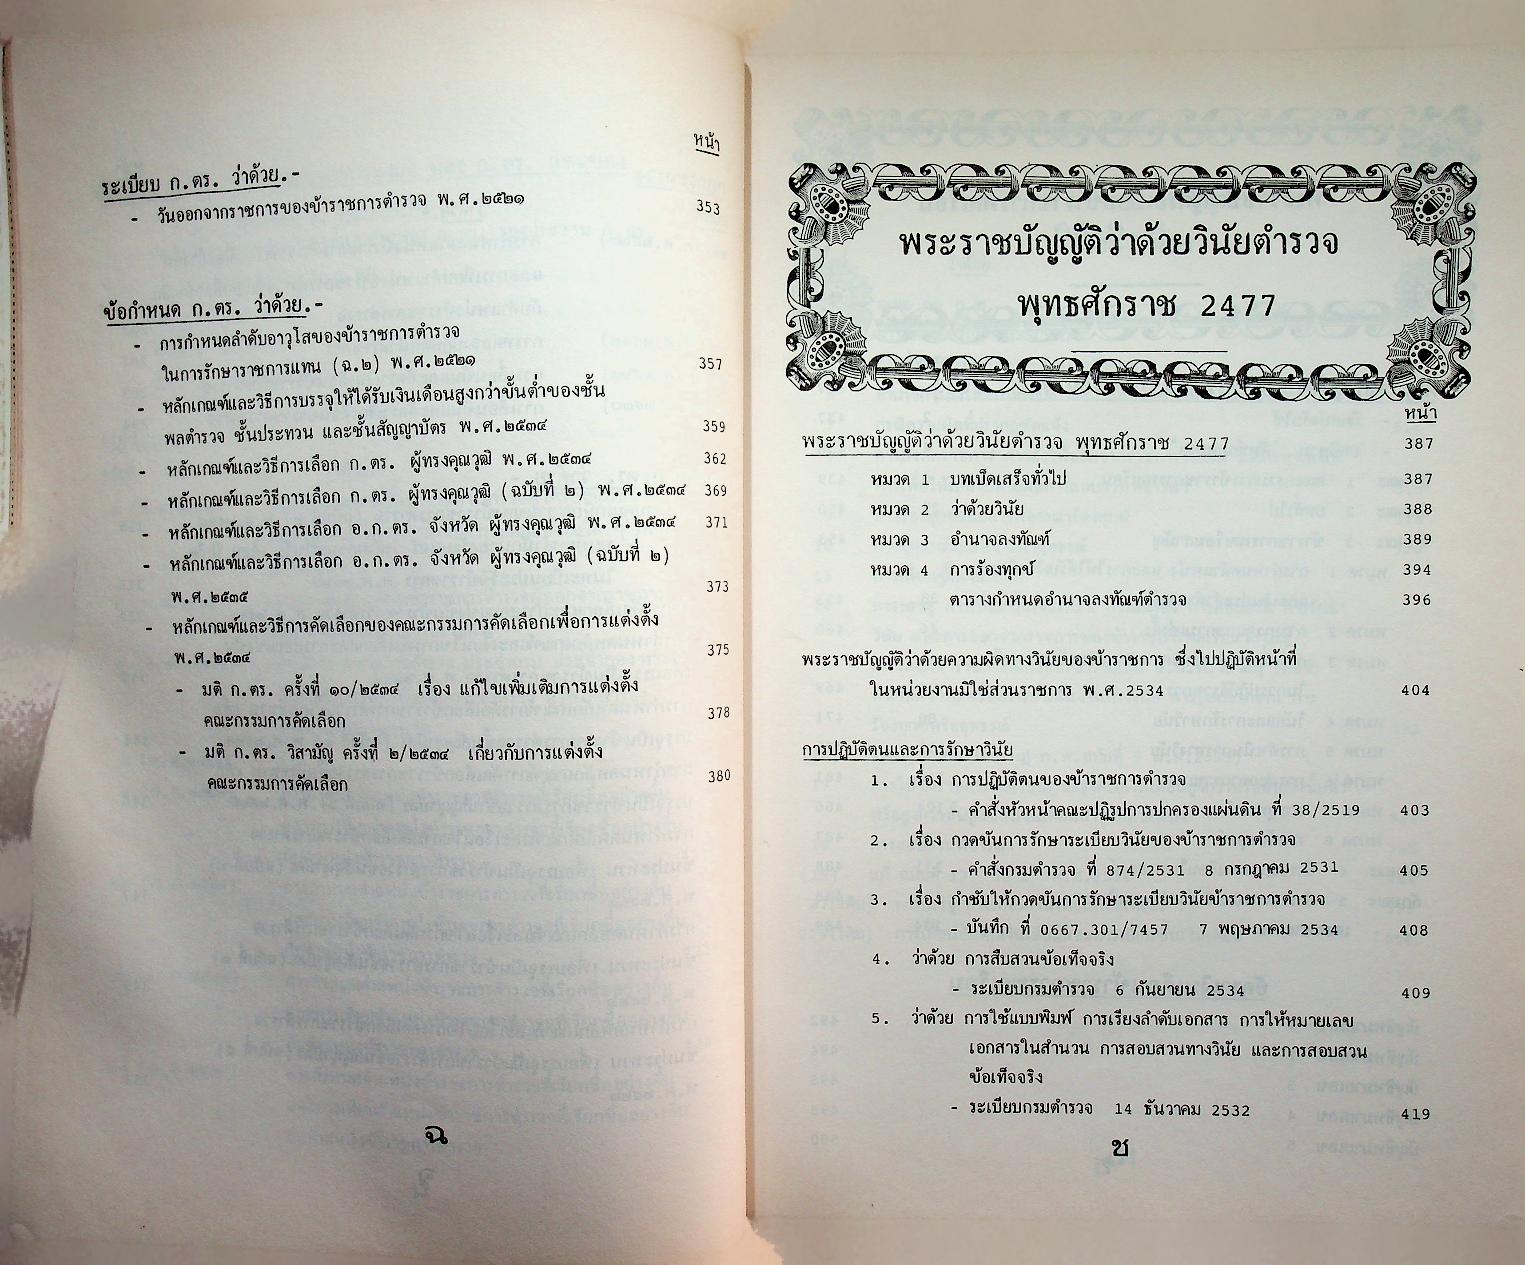 หน้า
ระเบียบ ก.ตร. ว่าด้วย.-
- วันออกจากราชการของข้าราชการตำรวจ พ.ศ.๒๕๒๑ 353
ข้อกำหนด ก.ตร. ว่าด้วย.-
- การกำหนดลำดับอาวุโสของข้าราชการตำรวจ
ในการรักษาราชการแทน (ฉ.๒) พ.ศ.๒๕๒๑ 357
- หลักเกณฑ์และวิธีการบรรจุให้ได้รับเงินเดือนสูงกว่าขั้นต่ำของชั้น
พลตำรวจ ชั้นประทวน และชั้นสัญญาบัตร พ.ศ.๒๕๓๔ 359
- หลักเกณฑ์และวิธีการเลือก ก.ตร. ผู้ทรงคุณวุฒิ พ.ศ.๒๕๓๔ 362
- หลักเกณฑ์และวิธีการเลือก ก.ตร. ผู้ทรงคุณวุฒิ (ฉบับที่ ๒) พ.ศ.๒๕๓๔ 369
- หลักเกณฑ์และวิธีการเลือก อ.ก.ตร. จังหวัด ผู้ทรงคุณวุฒิ พ.ศ.๒๕๓๔ 371
- หลักเกณฑ์และวิธีการเลือก อ.ก.ตร. จังหวัด ผู้ทรงคุณวุฒิ (ฉบับที่ ๒)
พ.ศ.๒๕๓๕ 373
- หลักเกณฑ์และวิธีการคัดเลือกของคณะกรรมการคัดเลือกเพื่อการแต่งตั้ง
พ.ศ.๒๕๓๔ 375
- มติ ก.ตร. ครั้งที่ ๑๐/๒๕๓๔ เรื่อง แก้ไขเพิ่มเติมการแต่งตั้ง
คณะกรรมการคัดเลือก 378
- มติ ก.ตร. วิสามัญ ครั้งที่ ๒/๒๕๓๔ เกี่ยวกับการแต่งตั้ง
คณะกรรมการคัดเลือก 380
ฉ
พระราชบัญญัติว่าด้วยวินัยตำรวจ
พุทธศักราช 2477
หน้า
พระราชบัญญัติว่าด้วยวินัยตำรวจ พุทธศักราช 2477 387
หมวด 1 บทเบ็ดเสร็จทั่วไป 387
หมวด 2 ว่าด้วยวินัย 388
หมวด 3 อำนาจลงทัณฑ์ 389
หมวด 4 การร้องทุกข์ 394
ตารางกำหนดอำนาจลงทัณฑ์ตำรวจ 396
พระราชบัญญัติว่าด้วยความผิดทางวินัยของข้าราชการ ซึ่งไปปฏิบัติหน้าที่
ในหน่วยงานมิใช่ส่วนราชการ พ.ศ.2534 404
การปฏิบัติตนและการรักษาวินัย
1. เรื่อง การปฏิบัติตนของข้าราชการตำรวจ
- คำสั่งหัวหน้าคณะปฏิรูปการปกครองแผ่นดิน ที่ 38/2519 403
2. เรื่อง กวดขันการรักษาระเบียบวินัยของข้าราชการตำรวจ
- คำสั่งกรมตำรวจ ที่ 874/2531 8 กรกฎาคม 2531 405
3. เรื่อง กำชับให้กวดขันการรักษาระเบียบวินัยข้าราชการตำรวจ
- บันทึก ที่ 0667.301/7457 7 พฤษภาคม 2534 408
4. ว่าด้วย การสืบสวนข้อเท็จจริง
- ระเบียบกรมตำรวจ 6 กันยายน 2534 409
5. ว่าด้วย การใช้แบบพิมพ์ การเรียงลำดับเอกสาร การให้หมายเลข
เอกสารในสำนวน การสอบสวนทางวินัย และการสอบสวน
ข้อเท็จจริง
- ระเบียบกรมตำรวจ 14 ธันวาคม 2532 419
ช